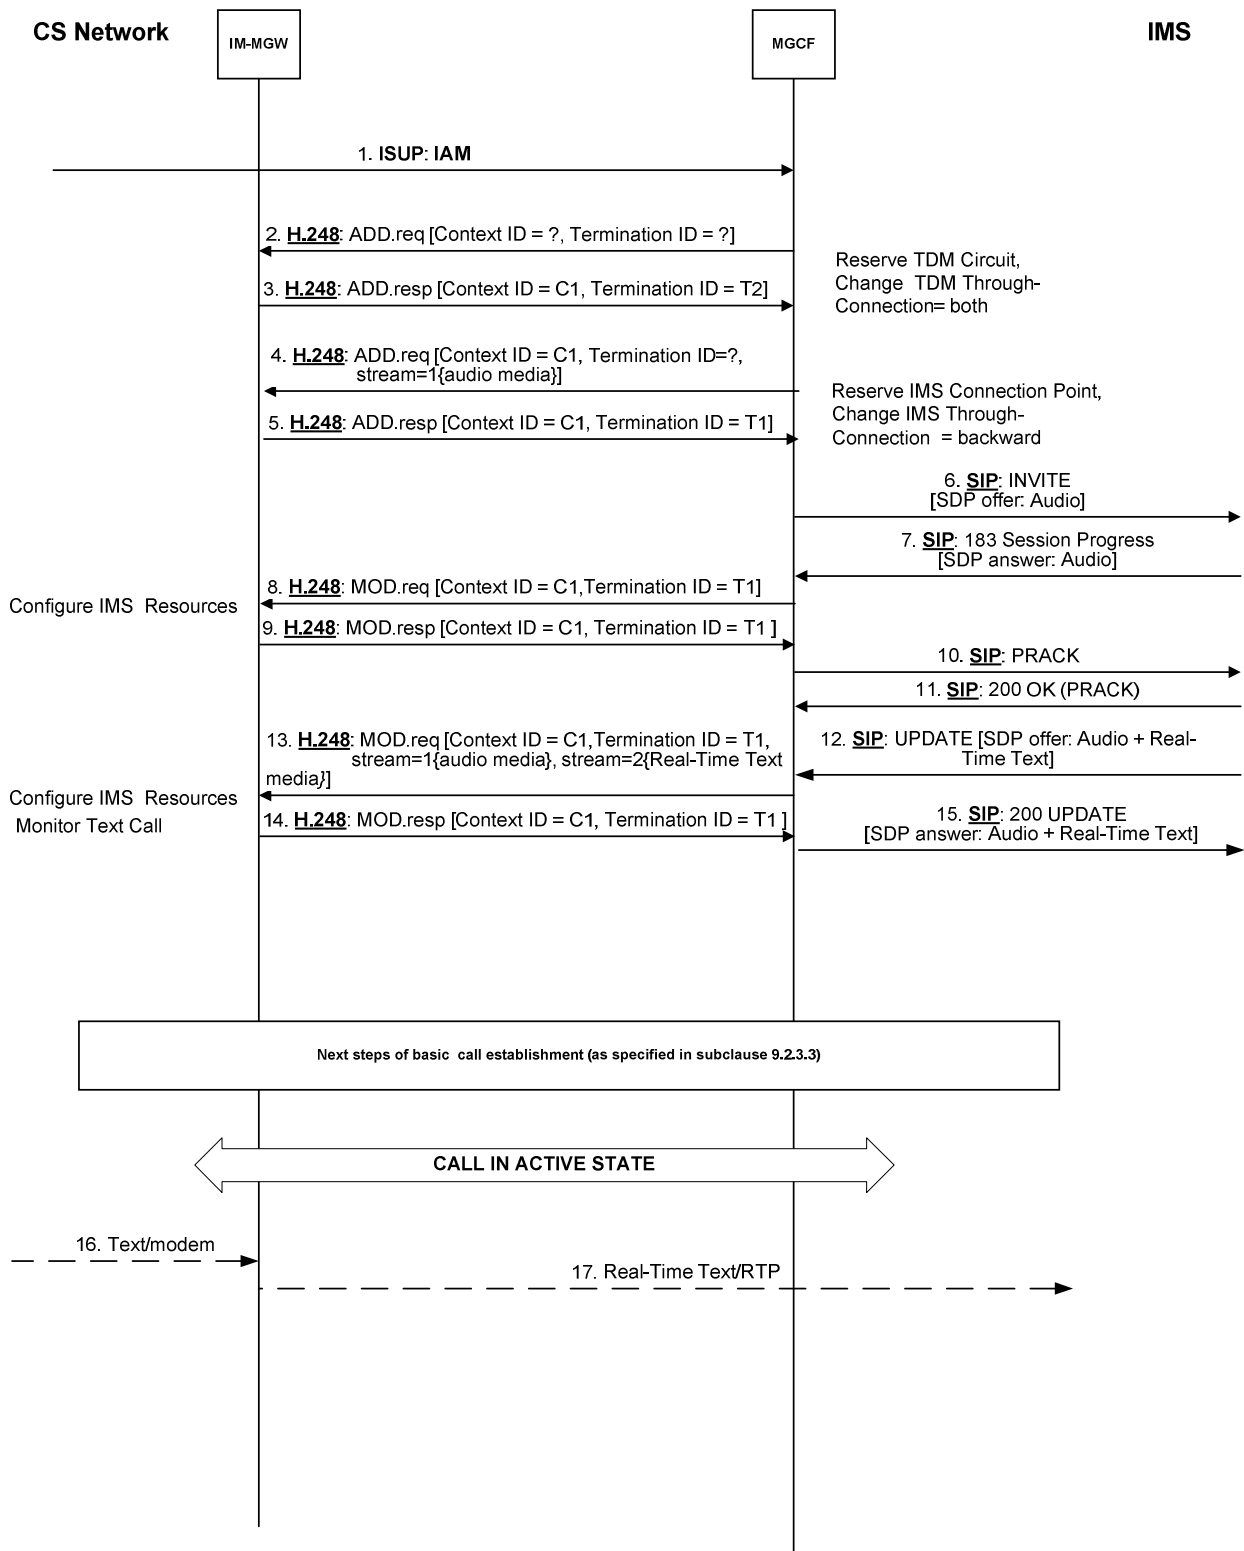 CS Network
IM-MGW
MGCF
IMS
1. ISUP: IAM
2. H.248: ADD.req [Context ID = ?, Termination ID = ?]
Reserve TDM Circuit,
Change TDM Through-
Connection= both
3. H.248: ADD.resp [Context ID = C1, Termination ID = T2]
4. H.248: ADD.req [Context ID = C1, Termination ID=?,
stream=1{audio media}]
Reserve IMS Connection Point,
Change IMS Through-
Connection = backward
5. H.248: ADD.resp [Context ID = C1, Termination ID = T1]
6. SIP: INVITE
[SDP offer: Audio]
7. SIP: 183 Session Progress
[SDP answer: Audio]
8. H.248: MOD.req [Context ID = C1,Termination ID = T1]
Configure IMS Resources
9. H.248: MOD.resp [Context ID = C1, Termination ID = T1 ]
10. SIP: PRACK
11. SIP: 200 OK (PRACK)
12. SIP: UPDATE [SDP offer: Audio + Real-
Time Text]
13. H.248: MOD.req [Context ID = C1,Termination ID = T1,
stream=1{audio media}, stream=2{Real-Time Text
media}]
Configure IMS Resources
Monitor Text Call
14. H.248: MOD.resp [Context ID = C1, Termination ID = T1 ]
15. SIP: 200 UPDATE
[SDP answer: Audio + Real-Time Text]
Next steps of basic call establishment (as specified in subclause 9.2.3.3)
CALL IN ACTIVE STATE
16. Text/modem
17. Real-Time Text/RTP